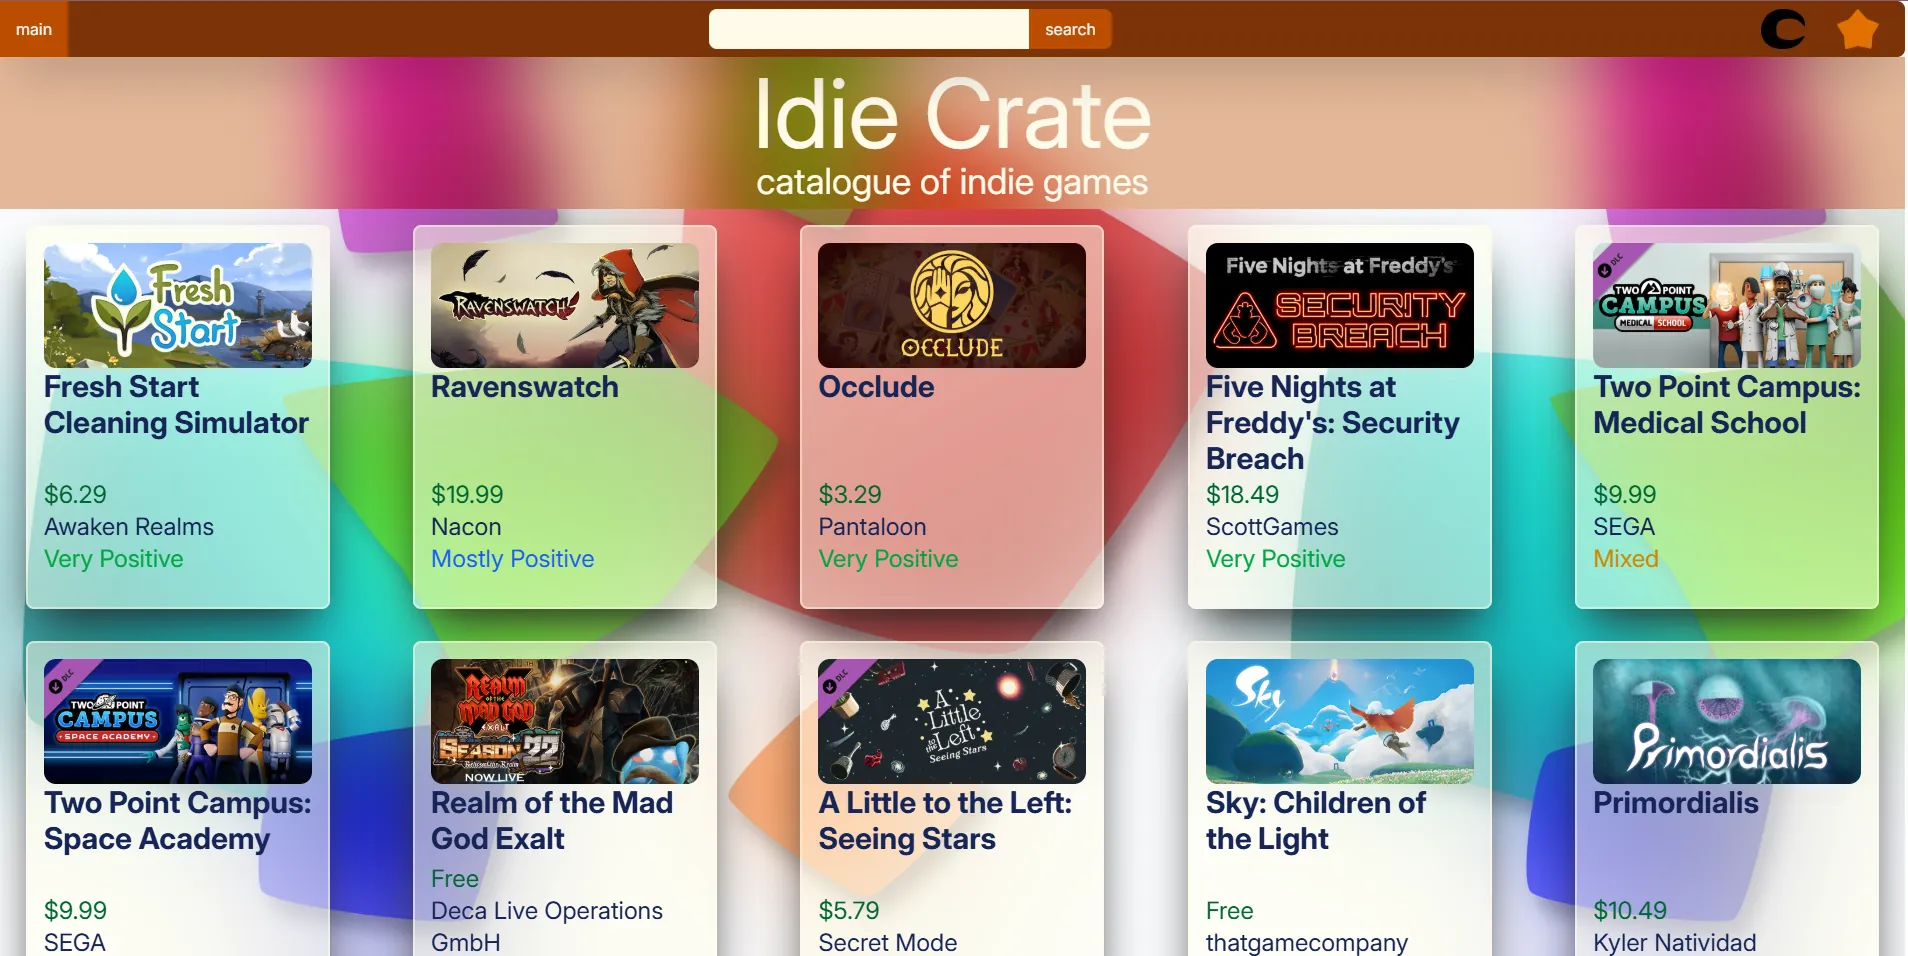 main
search
Idie Crate
catalogue of indie games
Fresh
Start
Fresh Start
Cleaning Simulator
$6.29
Awaken Realms
Very Positive
RAVENSWATCH
Ravenswatch
$19.99
Nacon
Mostly Positive
OCCLUDE
Occlude
$3.29
Pantaloon
Very Positive
Five Nights at Freddy's
SECURITY
BREACH
Five Nights at
Freddy's: Security
Breach
$18.49
ScottGames
Very Positive
DLC
TWO POINT
CAMPUS
MEDICAL SCHOOL
Two Point Campus:
Medical School
$9.99
SEGA
Mixed
DLC
TWO POINT
CAMPUS
SPACE ACADEMY
Two Point Campus:
Space Academy
$9.99
SEGA
REALM
OF THE
MAD GOD
EXALT
SEASON 22
NOW LIVE
Realm of the Mad
God Exalt
Free
Deca Live Operations
GmbH
DLC
A
Little
to the Left:
Seeing Stars
A Little to the Left:
Seeing Stars
$5.79
Secret Mode
Sky
Sky: Children of
the Light
Free
thatgamecompany
Primordialis
Primordialis
$10.49
Kyler Natividad